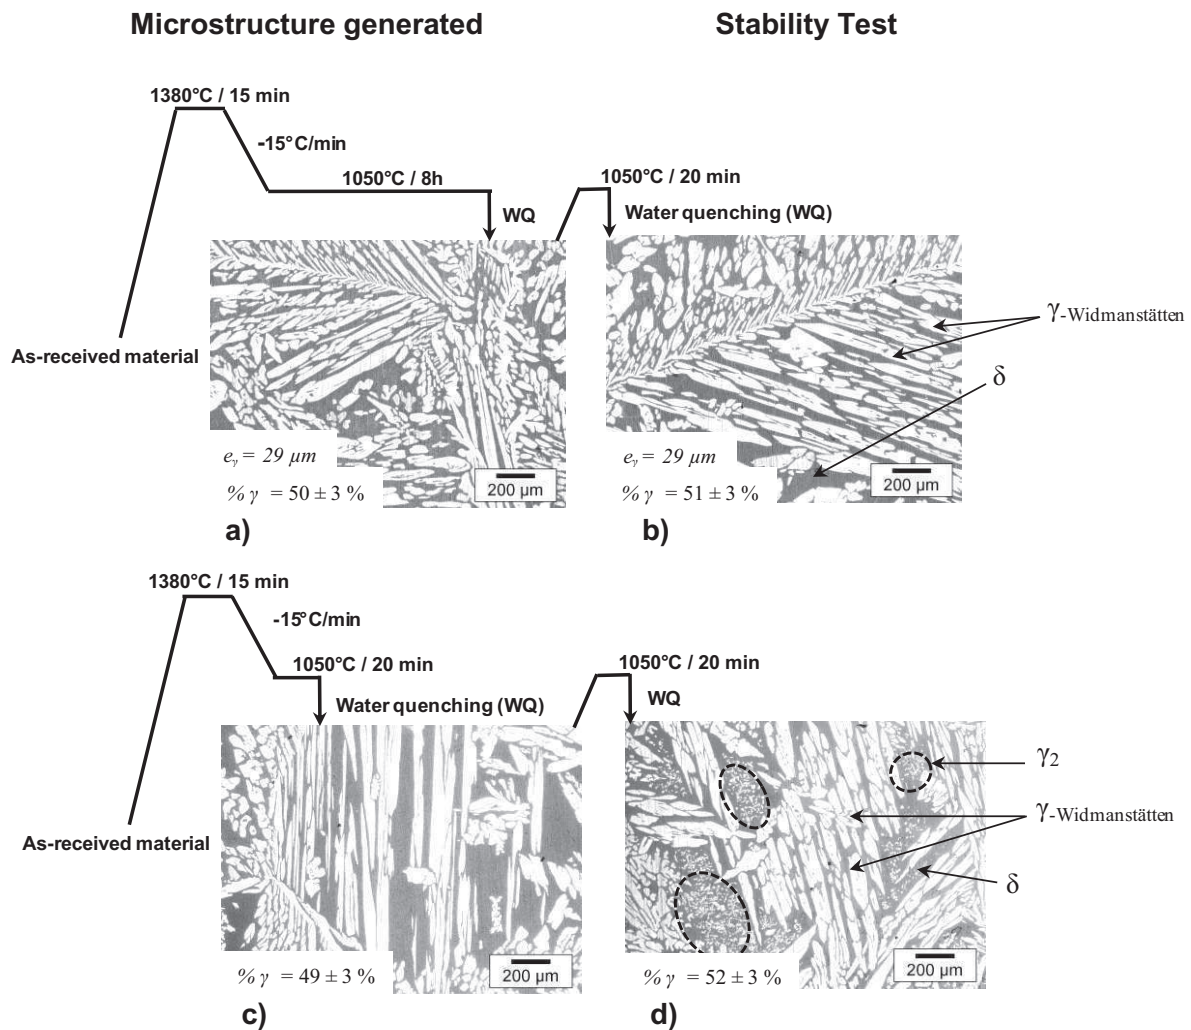 Microstructure generated
Stability Test
1380°C / 15 min
-15°C/min
1050°C / 8h
1050°C / 20 min
WQ
Water quenching (WQ)
γ-Widmanstätten
As-received material
δ
eγ = 29 µm
% γ = 50 ± 3 %
200 µm
eγ = 29 µm
% γ = 51 ± 3 %
200 µm
a)
b)
1380°C / 15 min
-15°C/min
1050°C / 20 min
1050°C / 20 min
Water quenching (WQ)
WQ
γ2
γ-Widmanstätten
As-received material
δ
% γ = 49 ± 3 %
200 µm
% γ = 52 ± 3 %
200 µm
c)
d)